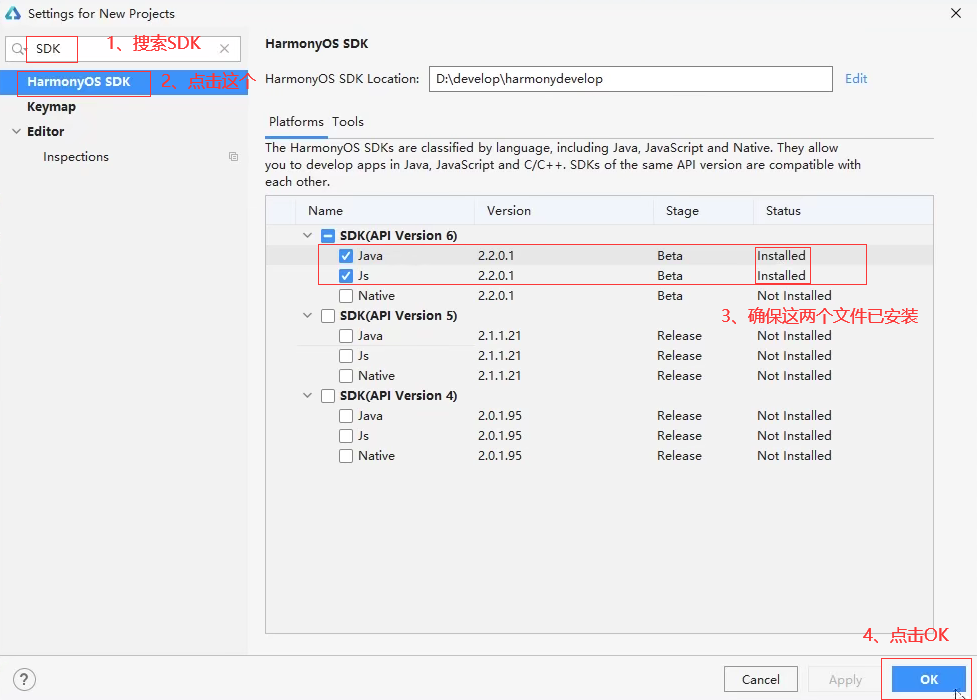 Settings for New Projects
SDK
1、搜索SDK
HarmonyOS SDK
2、点击这个
Keymap
Editor
Inspections
HarmonyOS SDK
HarmonyOS SDK Location: D:\develop\harmonydevelop Edit
Platforms Tools
The HarmonyOS SDKs are classified by language, including Java, JavaScript and Native. They allow
you to develop apps in Java, JavaScript and C/C++. SDKs of the same API version are compatible with
each other.
Name Version Stage Status
SDK(API Version 6)
Java 2.2.0.1 Beta Installed
Js 2.2.0.1 Beta Installed
Native 2.2.0.1 Beta Not Installed
SDK(API Version 5)
3、确保这两个文件已安装
Java 2.1.1.21 Release Not Installed
Js 2.1.1.21 Release Not Installed
Native 2.1.1.21 Release Not Installed
SDK(API Version 4)
Java 2.0.1.95 Release Not Installed
Js 2.0.1.95 Release Not Installed
Native 2.0.1.95 Release Not Installed
4、点击OK
? Cancel Apply OK